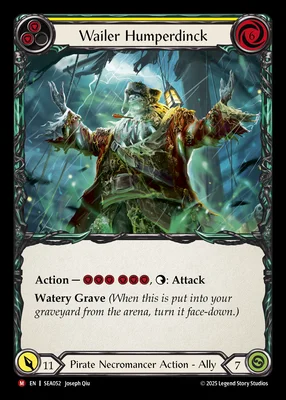 Wailer Humperdinck
6
Action — , : Attack
Watery Grave (When this is put into your
graveyard from the arena, turn it face-down.)
11 Pirate Necromancer Action - Ally 7
M EN SEA052 Joseph Qiu © 2025 Legend Story Studios